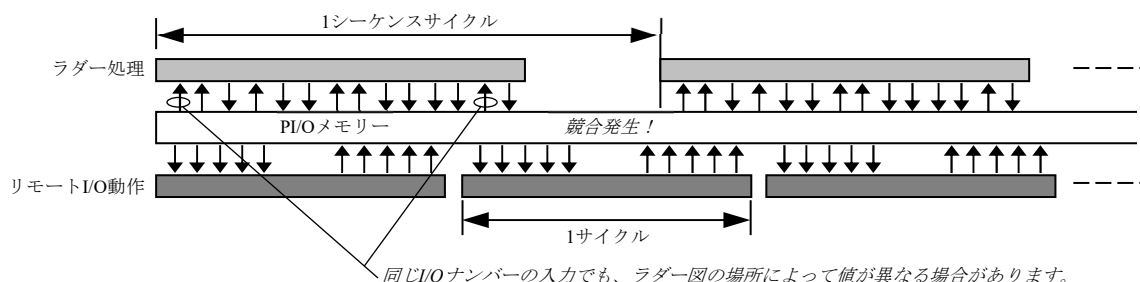 1シーケンスサイクル
ラダー処理
PI/Oメモリー
競合発生！
リモートI/O動作
1サイクル
同じI/Oナンバーの入力でも、ラダー図の場所によって値が異なる場合があります。